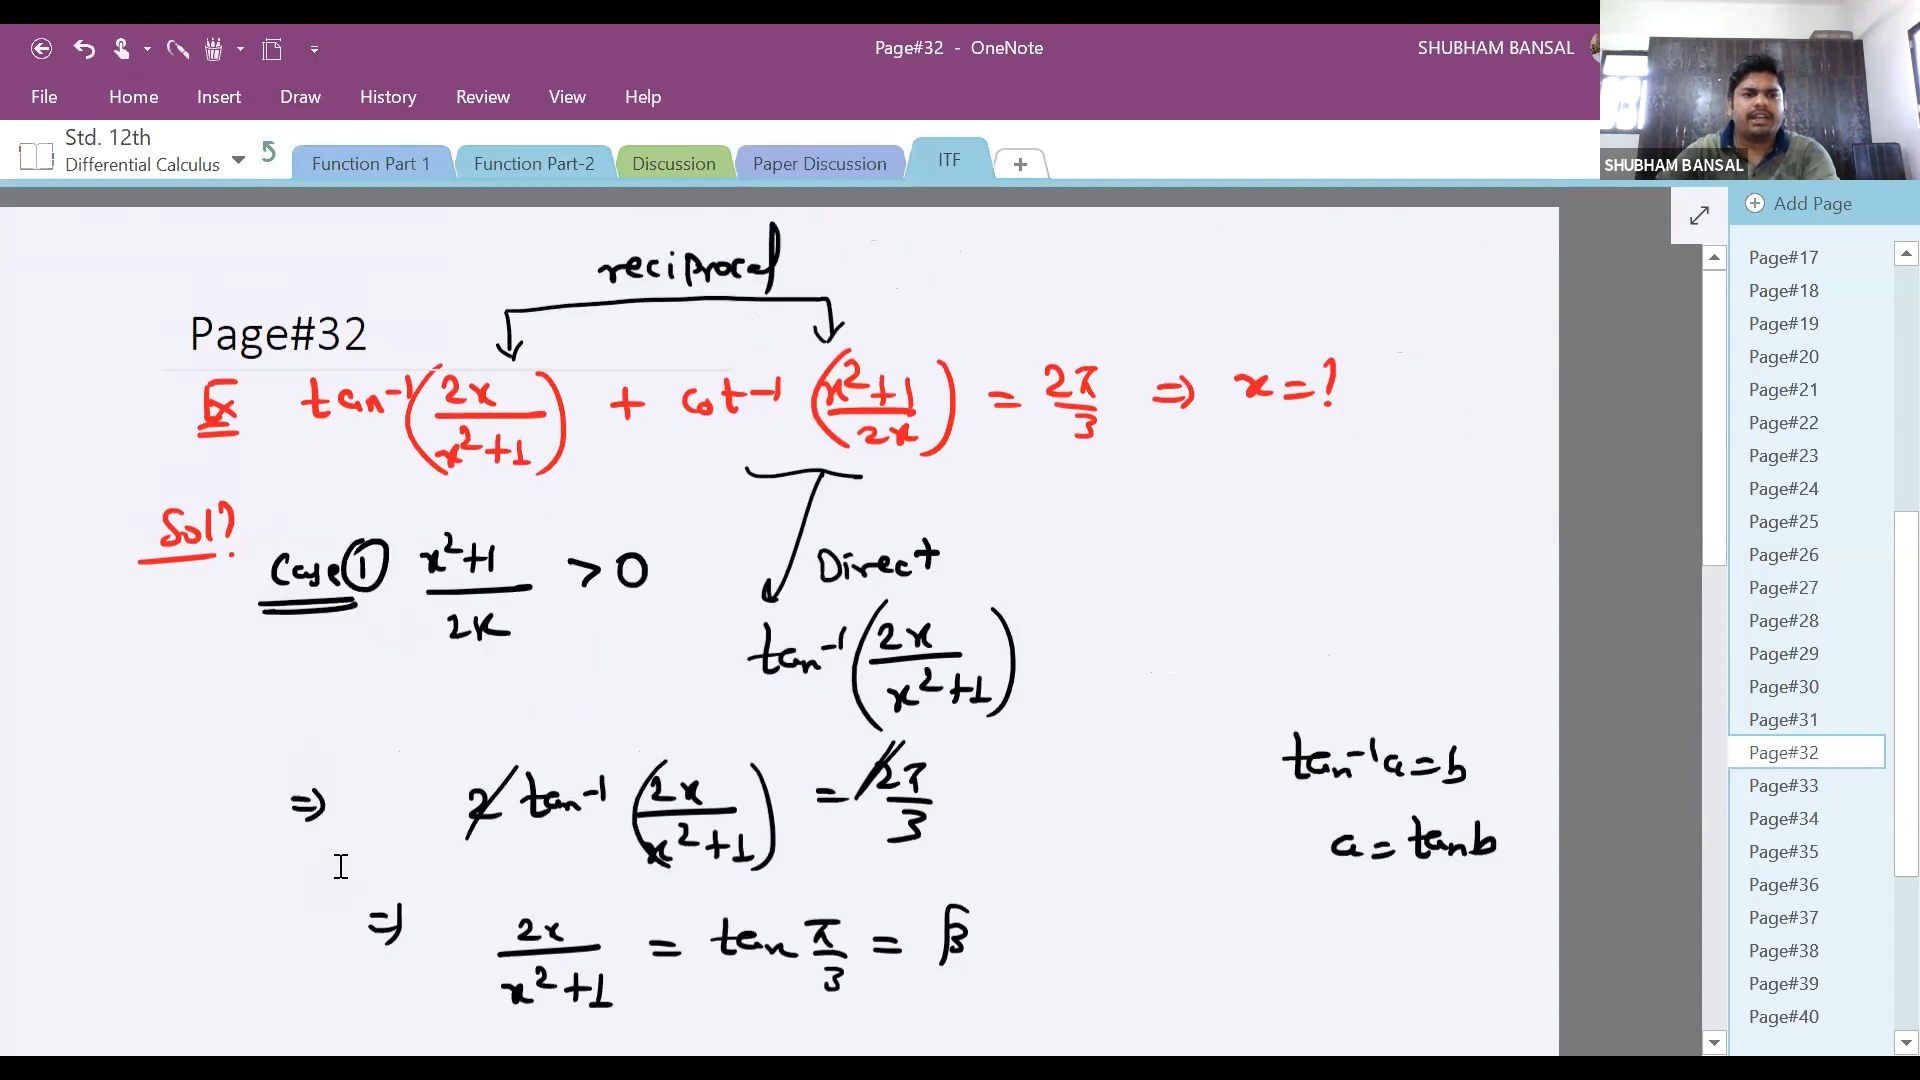 Page#32 - OneNote
SHUBHAM BANSAL
File Home Insert Draw History Review View Help
Std. 12th
Differential Calculus
Function Part 1
Function Part-2
Discussion
Paper Discussion
ITF
SHUBHAM BANSAL
Add Page
Page#17
Page#18
Page#19
Page#20
Page#21
Page#22
Page#23
Page#24
Page#25
Page#26
Page#27
Page#28
Page#29
Page#30
Page#31
Page#32
Page#33
Page#34
Page#35
Page#36
Page#37
Page#38
Page#39
Page#40
reciprocal
Page#32
Ex tan⁻¹(2x/(x²+1)) + cot⁻¹((x²+1)/2x) = 2π/3 ⇒ x = ?
Sol?
Case ① (x²+1)/2x > 0
Direct
tan⁻¹(2x/(x²+1))
⇒ 2 tan⁻¹(2x/(x²+1)) = 2π/3
tan⁻¹a = b
a = tan b
⇒ 2x/(x²+1) = tan π/3 = √3